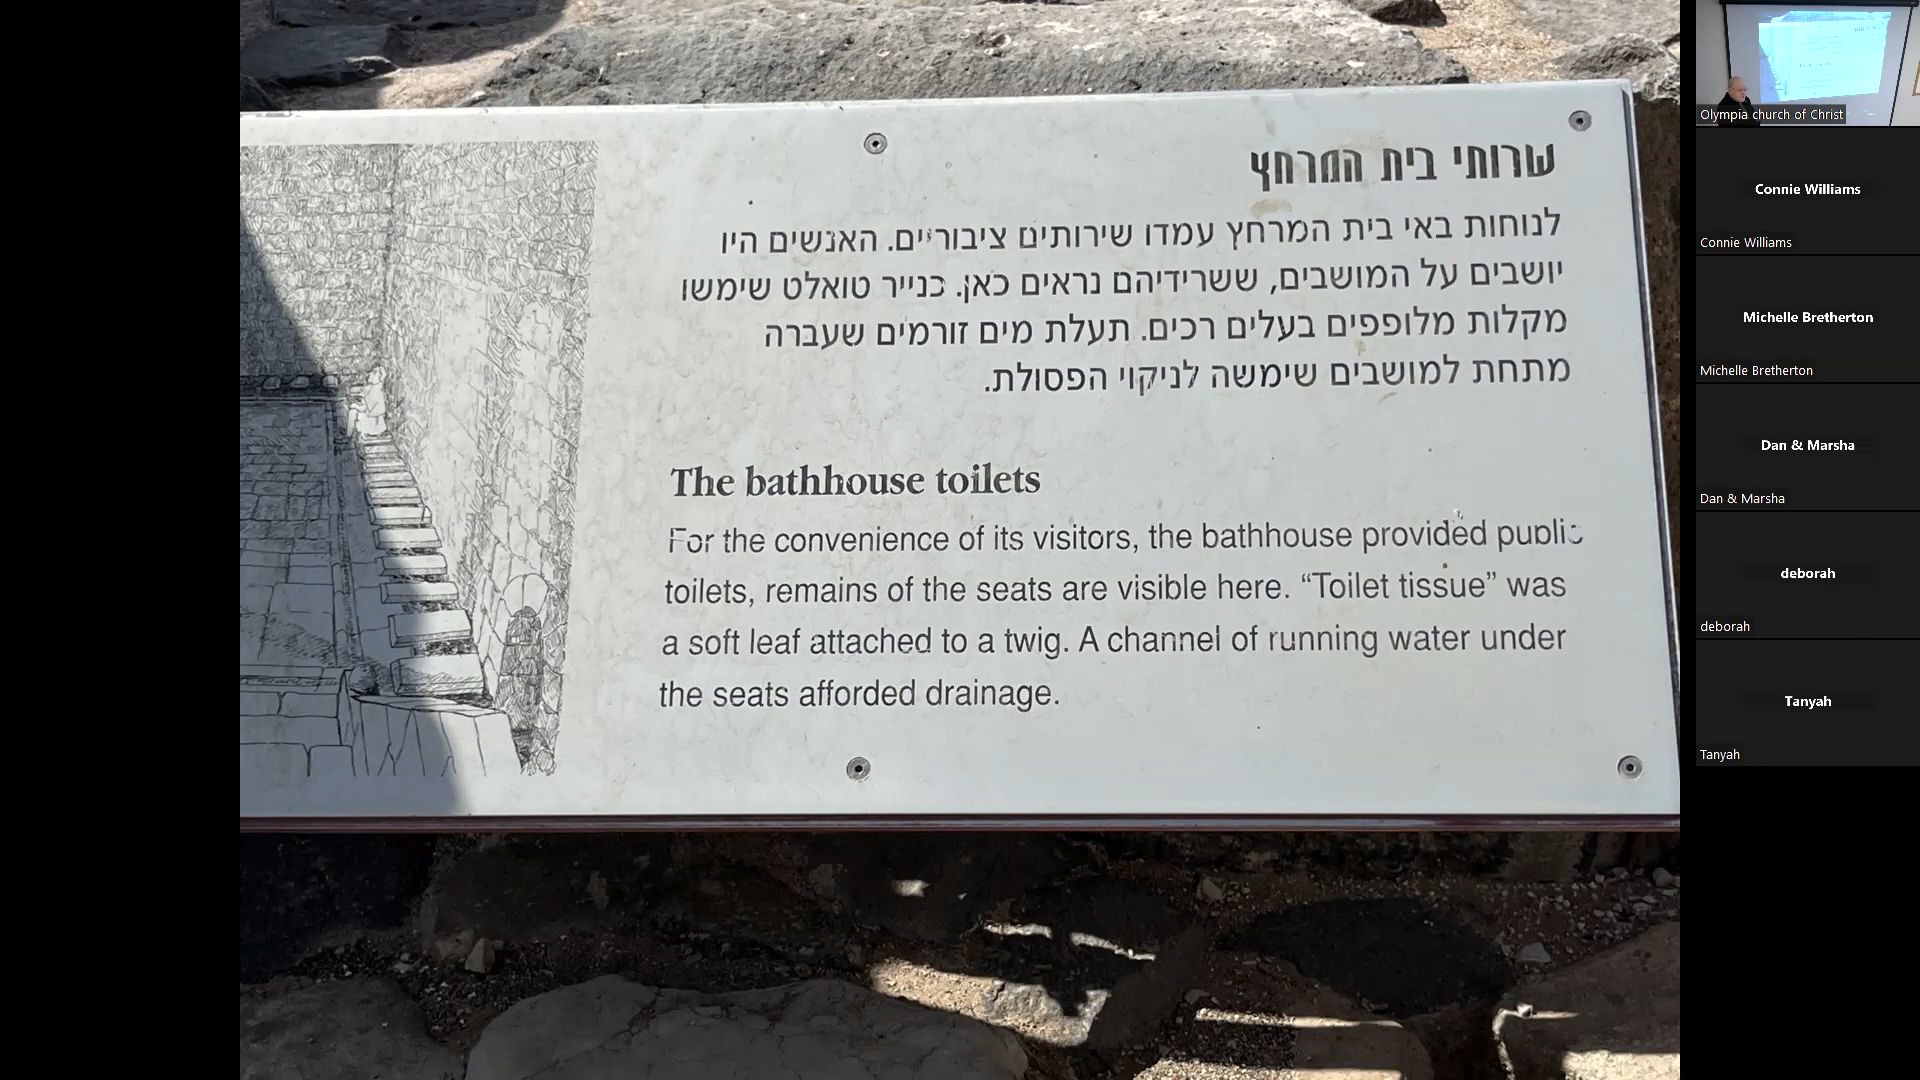 שרותי בית המרחץ
לנוחות באי בית המרחץ עמדו שירותים ציבוריים. האנשים היו
יושבים על המושבים, ששרידיהם נראים כאן. כנייר טואלט שימשו
מקלות מלופפים בעלים רכים. תעלת מים זורמים שעברה
מתחת למושבים שימשה לניקוי הפסולת.
The bathhouse toilets
For the convenience of its visitors, the bathhouse provided public
toilets, remains of the seats are visible here. “Toilet tissue” was
a soft leaf attached to a twig. A channel of running water under
the seats afforded drainage.
Olympia church of Christ
Connie Williams
Connie Williams
Michelle Bretherton
Michelle Bretherton
Dan & Marsha
Dan & Marsha
deborah
deborah
Tanyah
Tanyah